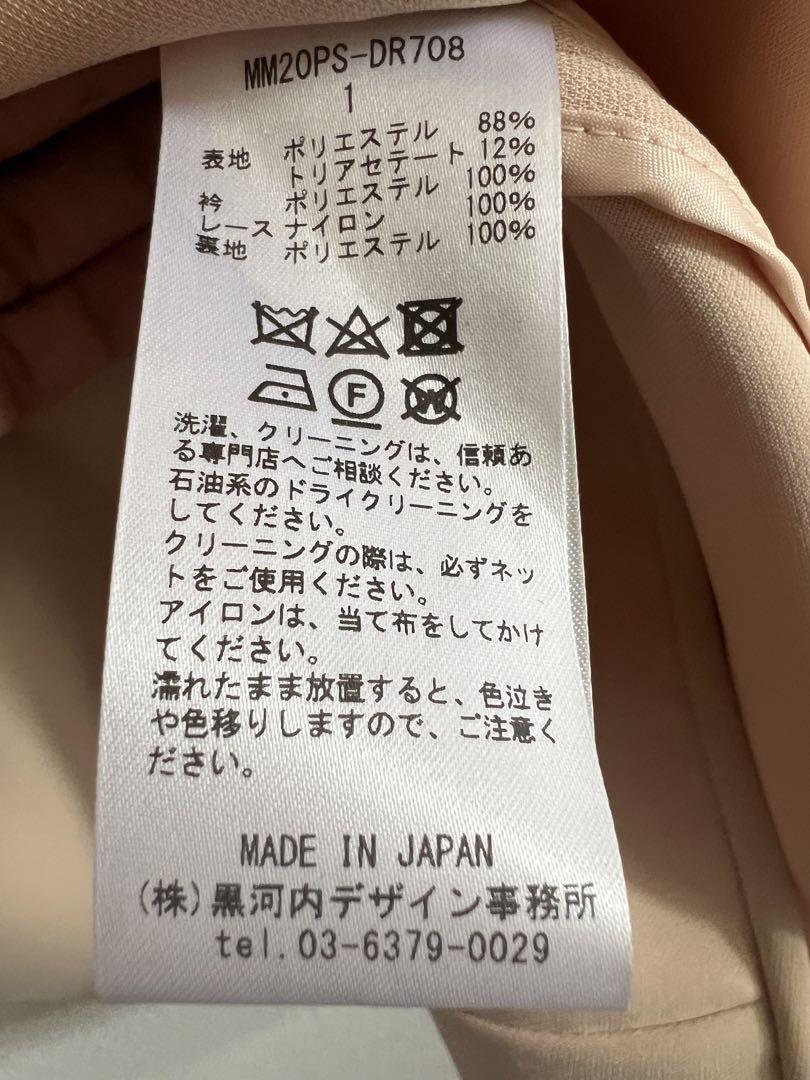 MM20PS-DR708
1
表地 ポリエステル 88%
トリアセテート 12%
衿 ポリエステル 100%
レース ナイロン 100%
裏地 ポリエステル 100%
F
W
洗濯、クリーニングは、信頼あ
る専門店へご相談ください。
石油系のドライクリーニングを
してください。
クリーニングの際は、必ずネッ
トをご使用ください。
アイロンは、当て布をしてかけ
てください。
濡れたまま放置すると、色泣き
や色移りしますので、ご注意く
ださい。
MADE IN JAPAN
(株)黒河内デザイン事務所
tel.03-6379-0029